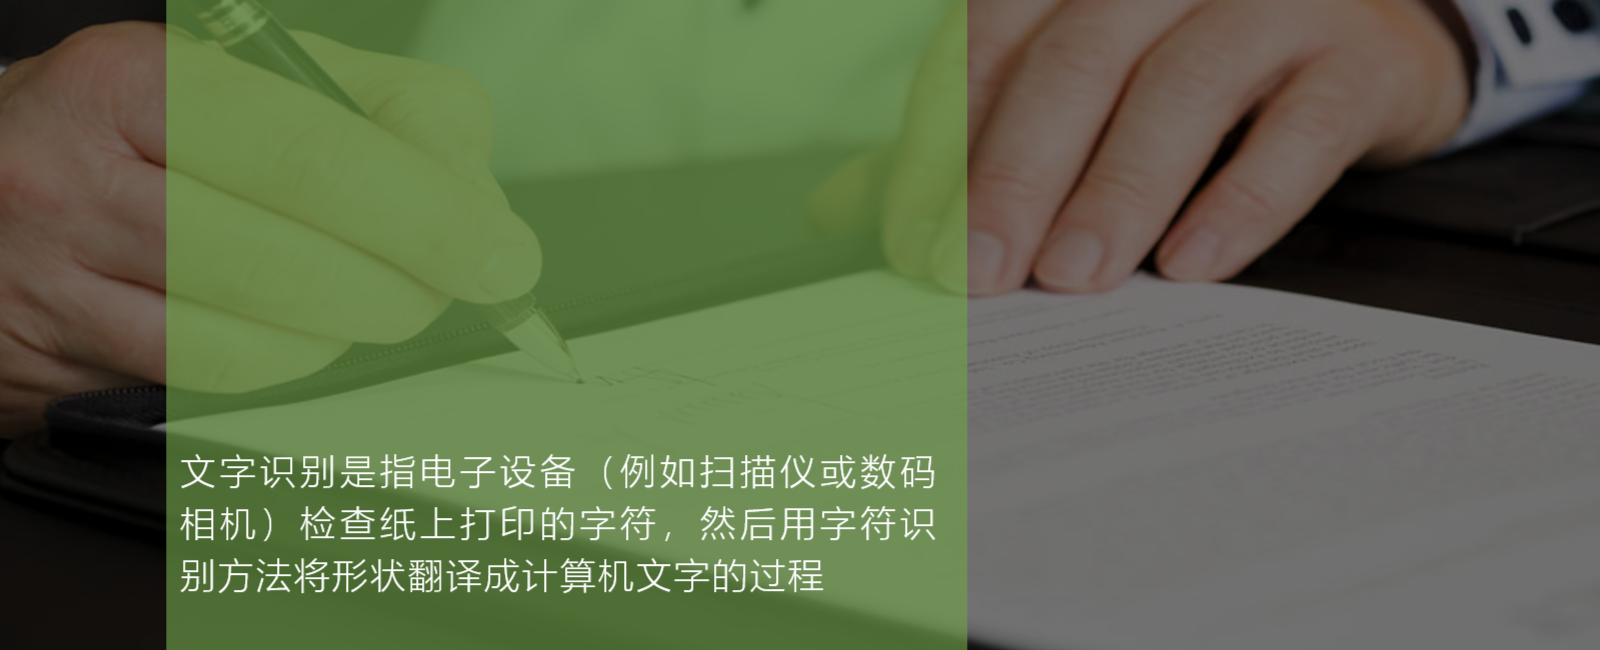 文字识别是指电子设备（例如扫描仪或数码
相机）检查纸上打印的字符，然后用字符识
别方法将形状翻译成计算机文字的过程